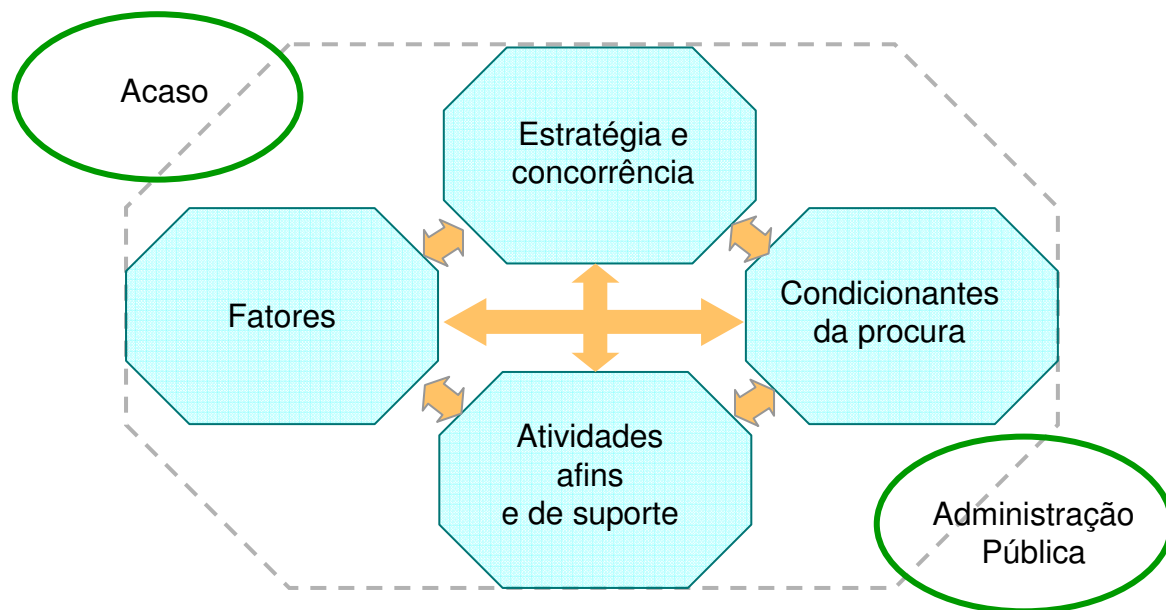 Acaso
Estratégia e
concorrência
Fatores
Condicionantes
da procura
Atividades
afins
e de suporte
Administração
Pública